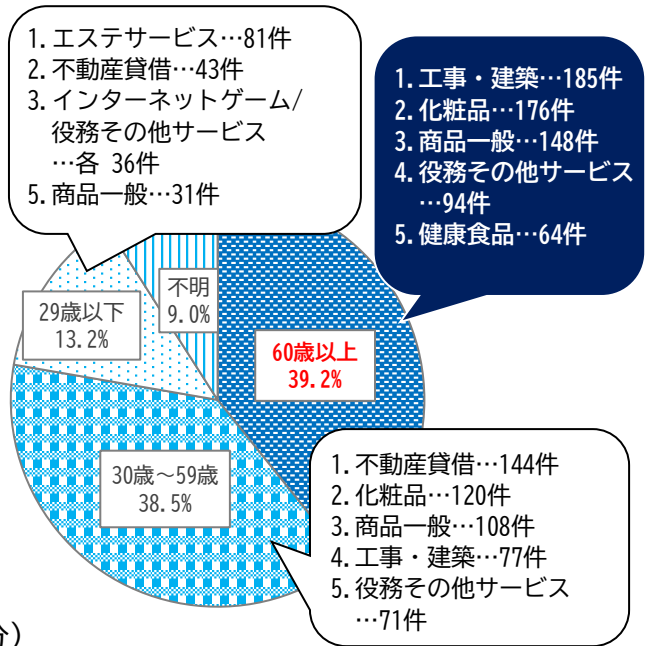 1.エステサービス…81件
2.不動産貸借…43件
3.インターネットゲーム/
役務その他サービス
…各 36件
5.商品一般…31件
1.工事・建築…185件
2.化粧品…176件
3.商品一般…148件
4.役務その他サービス
…94件
5.健康食品…64件
不明
9.0%
29歳以下
13.2%
60歳以上
39.2%
30歳～59歳
38.5%
1.不動産貸借…144件
2.化粧品…120件
3.商品一般…108件
4.工事・建築…77件
5.役務その他サービス
…71件
分）